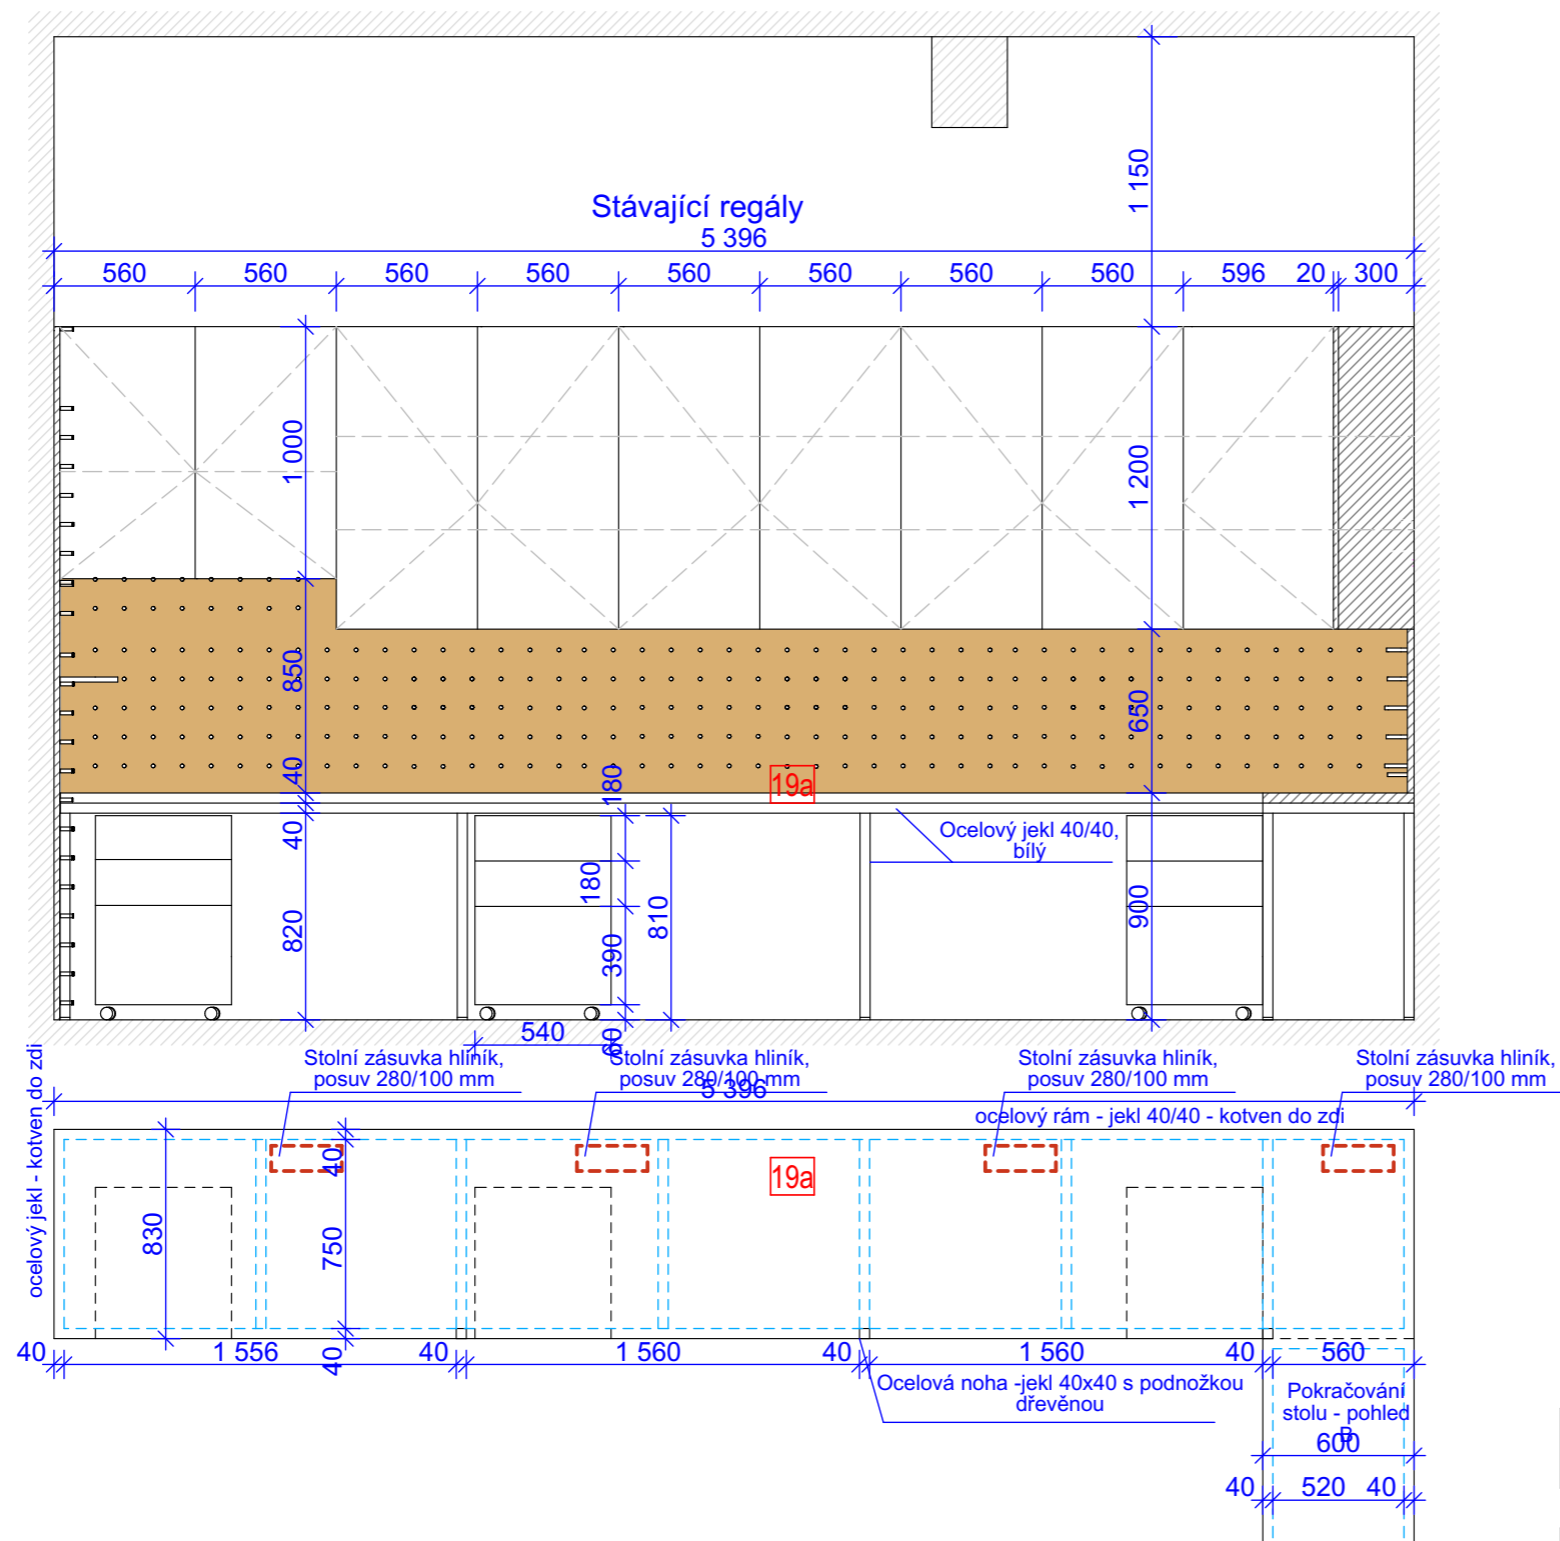 1 150
Stávající regály
5 396
560
560
560
560
560
560
560
560
596
20
300
1 000
1 200
850
650
40
180
19a
40
Ocelový jekl 40/40,
bílý
180
820
810
900
390
540
60
Stolní zásuvka hliník,
posuv 280/100 mm
Stolní zásuvka hliník,
posuv 280/100 mm
Stolní zásuvka hliník,
posuv 280/100 mm
Stolní zásuvka hliník,
posuv 280/100 mm
5 396
ocelový jekl - kotven do zdi
ocelový rám - jekl 40/40 - kotven do zdi
40
19a
830
750
40
40
1 556
40
1 560
40
1 560
40
560
Ocelová noha -jekl 40x40 s podnožkou
dřevěnou
Pokračování
stolu - pohled
B
600
40
520
40